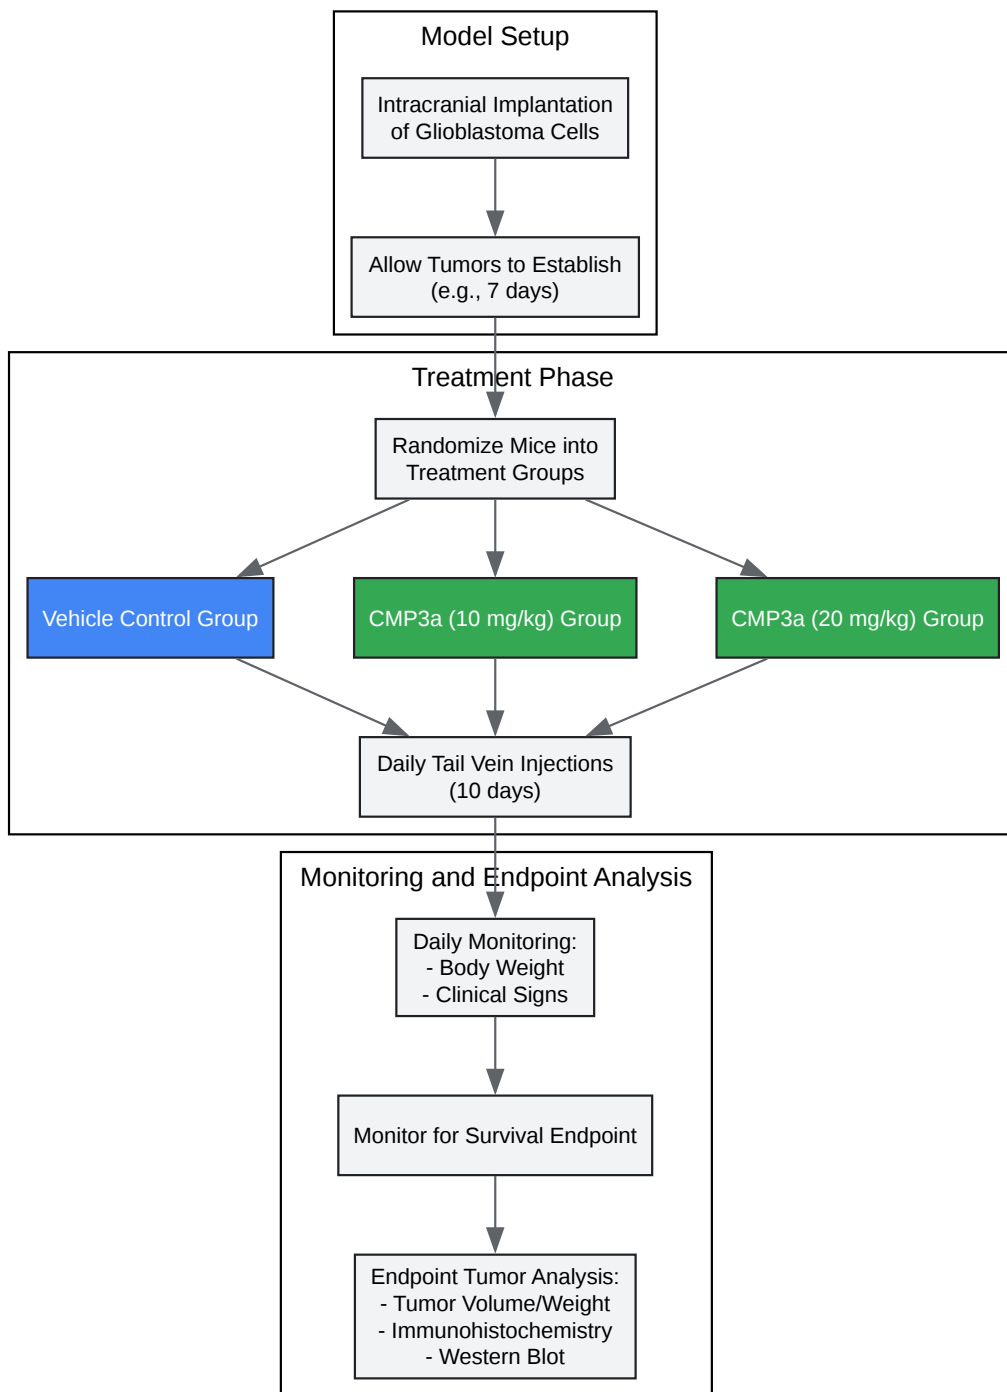 Model Setup
Intracranial Implantation
of Glioblastoma Cells
Allow Tumors to Establish
(e.g., 7 days)
Treatment Phase
Randomize Mice into
Treatment Groups
Vehicle Control Group
CMP3a (10 mg/kg) Group
CMP3a (20 mg/kg) Group
Daily Tail Vein Injections
(10 days)
Monitoring and Endpoint Analysis
Daily Monitoring:
- Body Weight
- Clinical Signs
Monitor for Survival Endpoint
Endpoint Tumor Analysis:
- Tumor Volume/Weight
- Immunohistochemistry
- Western Blot